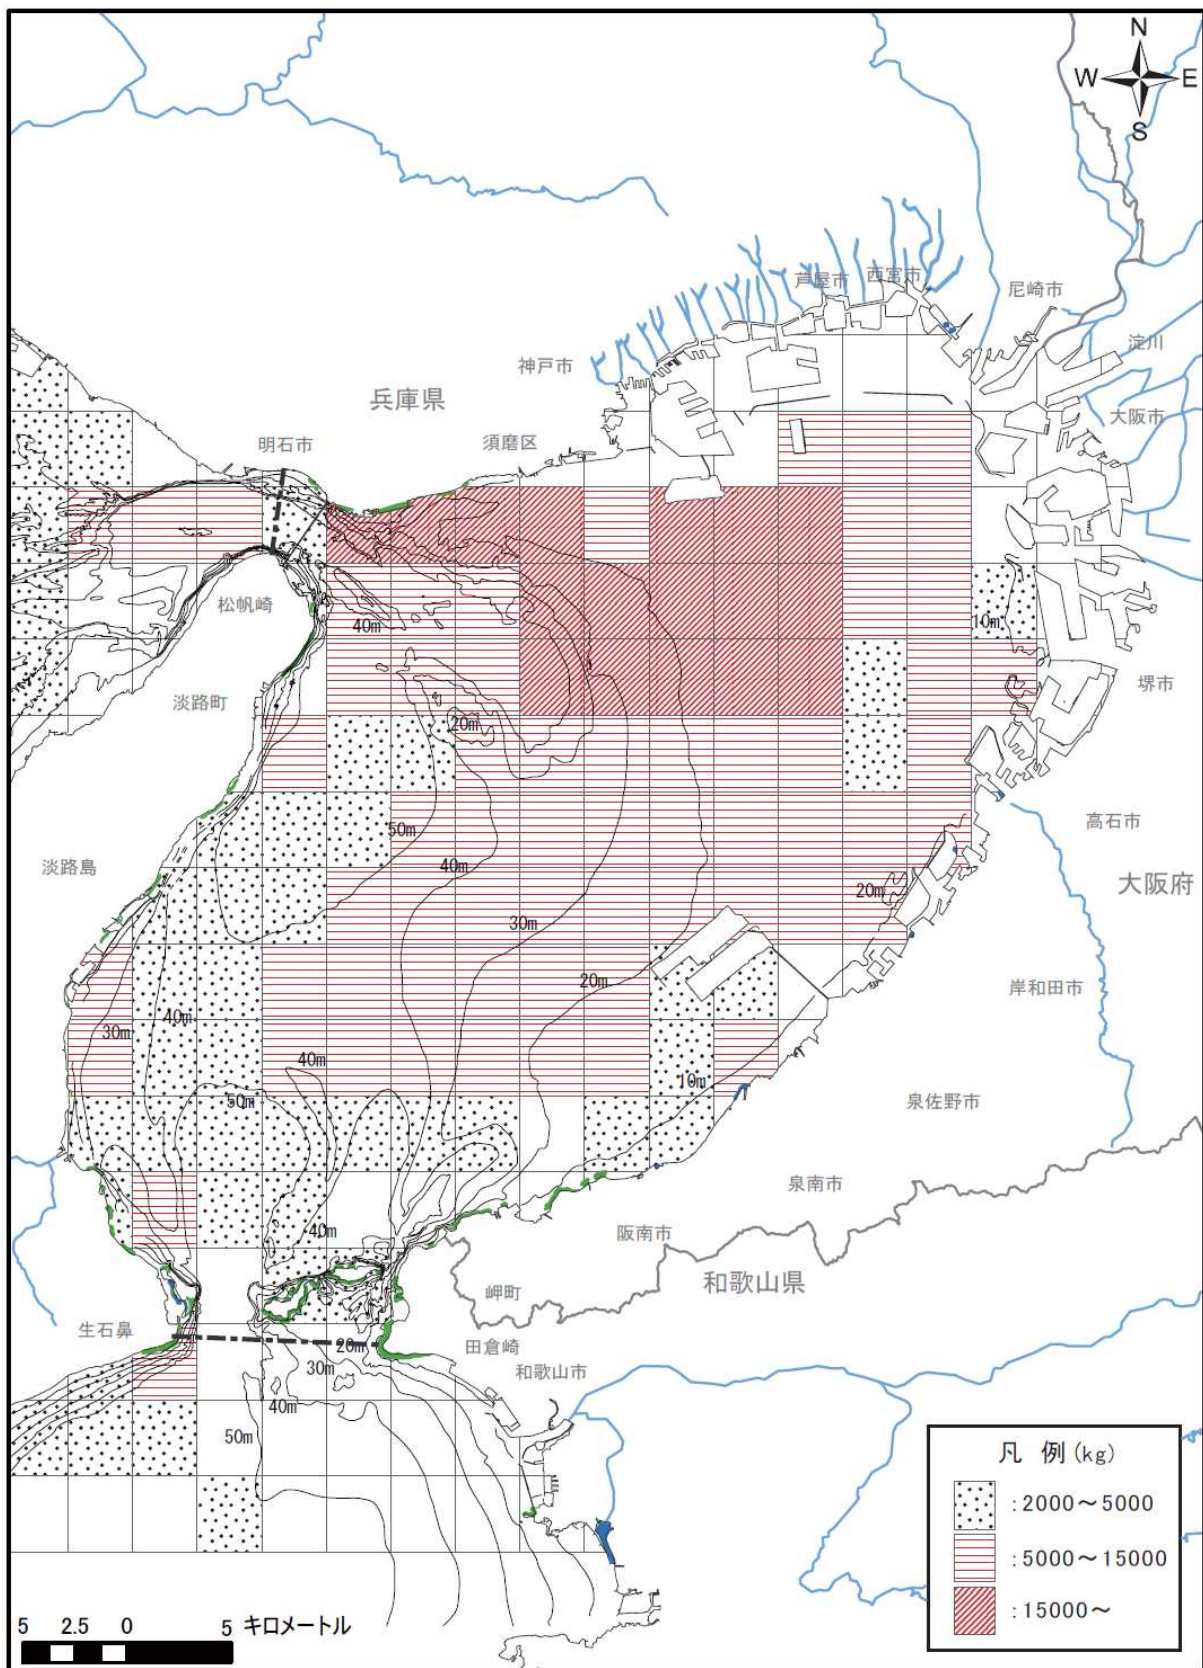 N
W E
S
芦屋市
西宮市
尼崎市
淀川
神戸市
兵庫県
大阪市
明石市
須磨区
松帆崎
40m
10m
淡路町
堺市
20m
50m
高石市
淡路島
40m
大阪府
20m
30m
20m
岸和田市
40m
30m
40m
10m
50m
泉佐野市
泉南市
40m
阪南市
和歌山県
岬町
生石鼻
20m
田倉崎
30m
和歌山市
40m
50m
凡 例(kg)
:2000~5000
:5000~15000
:15000~
5 2.5 0 5 キロメートル